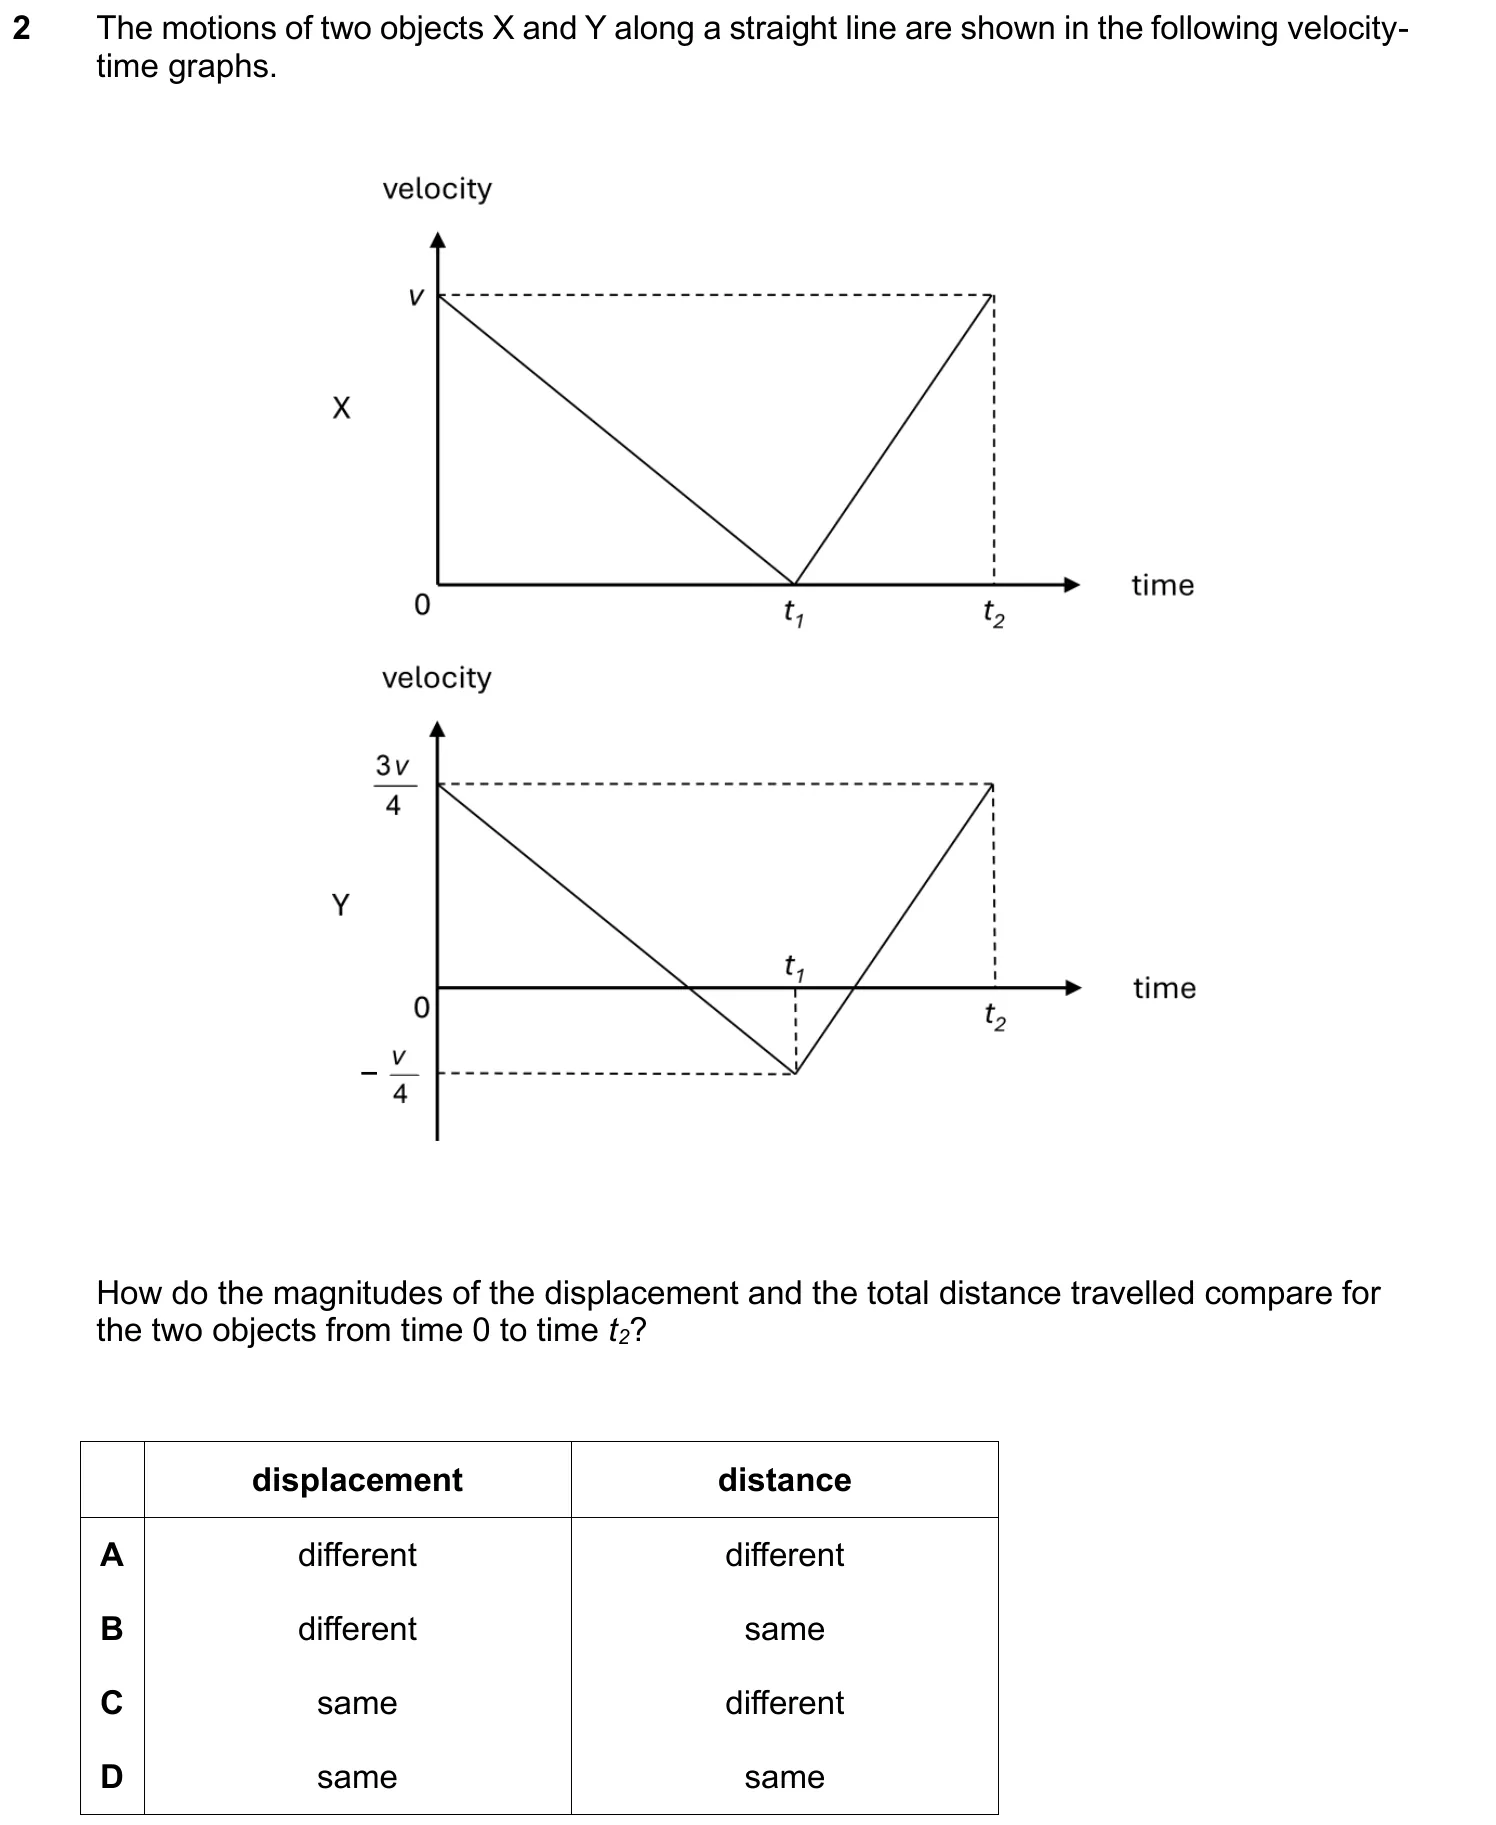 2 The motions of two objects X and Y along a straight line are shown in the following velocity-
time graphs.
velocity
v
X
0
t1
t2
time
velocity
3v
4
Y
t1
0
time
t2
– v
4
How do the magnitudes of the displacement and the total distance travelled compare for
the two objects from time 0 to time t2?
displacement distance
A different different
B different same
C same different
D same same